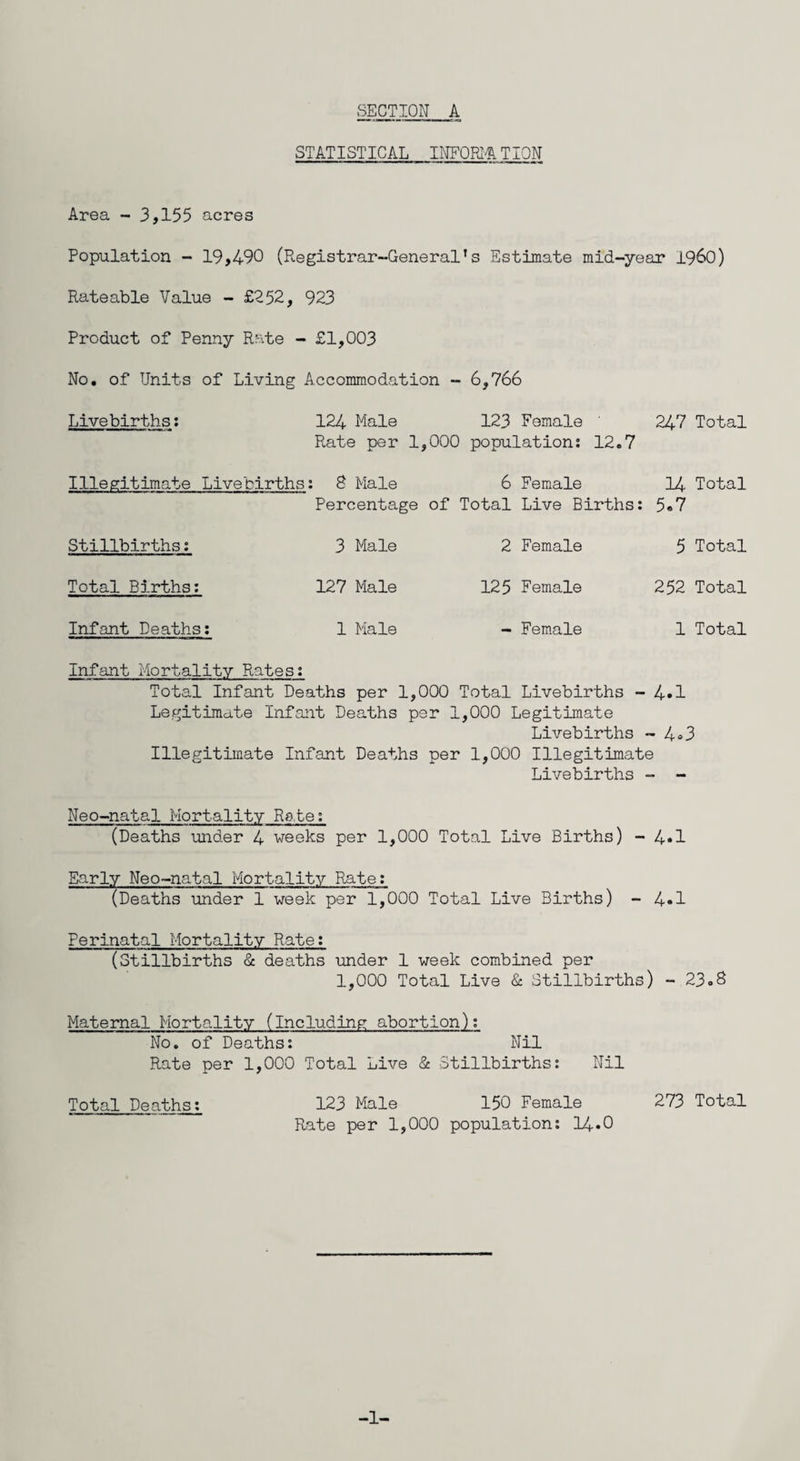 SECTION A
STATISTICAL INFORMATION
Area - 3,155 acres
Population - 19,490 (Registrar-General's Estimate mid-year 1960)
Rateable Value - £252, 923
Product of Penny Rate - £1,003
No. of Units of Living Accommodation - 6,766
Livebirths: 124 Male 123 Female 247 Total
Rate per 1,000 population: 12.7
Illegitimate Livebirths: 8 Male 6 Female 14 Total
Percentage of Total Live Births: 5.7
Stillbirths: 3 Male 2 Female 5 Total
Total Births: 127 Male 125 Female 252 Total
Infant Deaths: 1 Male - Female 1 Total
Infant Mortality Rates:
Total Infant Deaths per 1,000 Total Livebirths - 4.1
Legitimate Infant Deaths per 1,000 Legitimate
Livebirths - 4.3
Illegitimate Infant Deaths per 1,000 Illegitimate
Livebirths - -
Neo-natal Mortality Rate:
(Deaths under 4 weeks per 1,000 Total Live Births) - 4.1
Early Neo-natal Mortality Rate:
(Deaths under 1 week per 1,000 Total Live Births) - 4.1
Perinatal Mortality Rate:
(Stillbirths & deaths under 1 week combined per
1,000 Total Live & Stillbirths) - 23.8
Maternal Mortality (Including abortion):
No. of Deaths: Nil
Rate per 1,000 Total Live & Stillbirths: Nil
Total Deaths: 123 Male 150 Female 273 Total
Rate per 1,000 population: 14.0
-1-